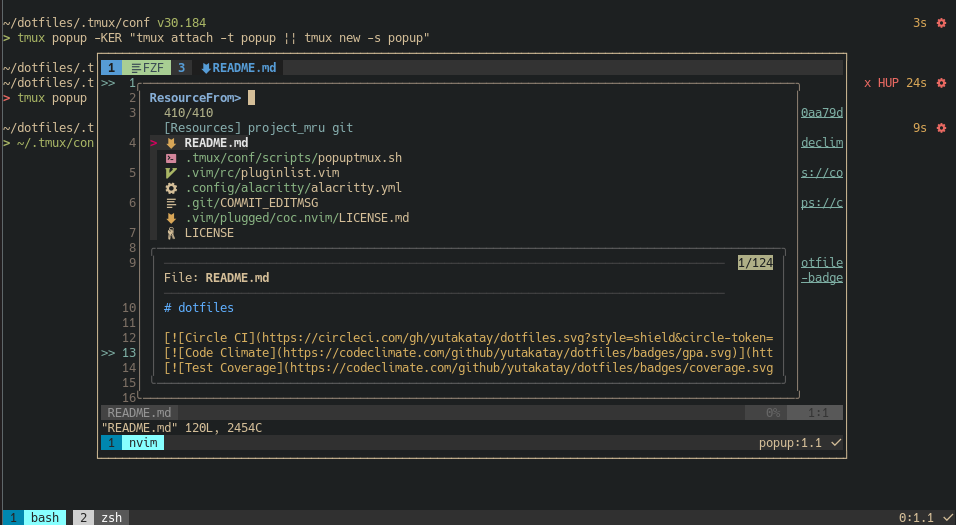 ~/dotfiles/.tmux/conf v30.184 3s
> tmux popup -KER "tmux attach -t popup || tmux new -s popup"
~/dotfiles/.t 1 FZF 3 README.md
~/dotfiles/.t >> 1 x HUP 24s
> tmux popup 2 ResourceFrom>
3 410/410 0aa79d
~/dotfiles/.t [Resources] project_mru git 9s
> ~/.tmux/con 4 > README.md declim
.tmux/conf/scripts/popuptmux.sh
5 .vim/rc/pluginlist.vim s://co
.config/alacritty/alacritty.yml
6 .git/COMMIT_EDITMSG ps://c
.vim/plugged/coc.nvim/LICENSE.md
7 LICENSE
8
9 1/124 otfile
File: README.md -badge
10 # dotfiles
11
12 [![Circle CI](https://circleci.com/gh/yutakatay/dotfiles.svg?style=shield&circle-token=
>> 13 [![Code Climate](https://codeclimate.com/github/yutakatay/dotfiles/badges/gpa.svg)](htt
14 [![Test Coverage](https://codeclimate.com/github/yutakatay/dotfiles/badges/coverage.svg
15
16
README.md 0% 1:1
"README.md" 120L, 2454C
1 nvim popup:1.1 ✓
1 bash 2 zsh 0:1.1 ✓